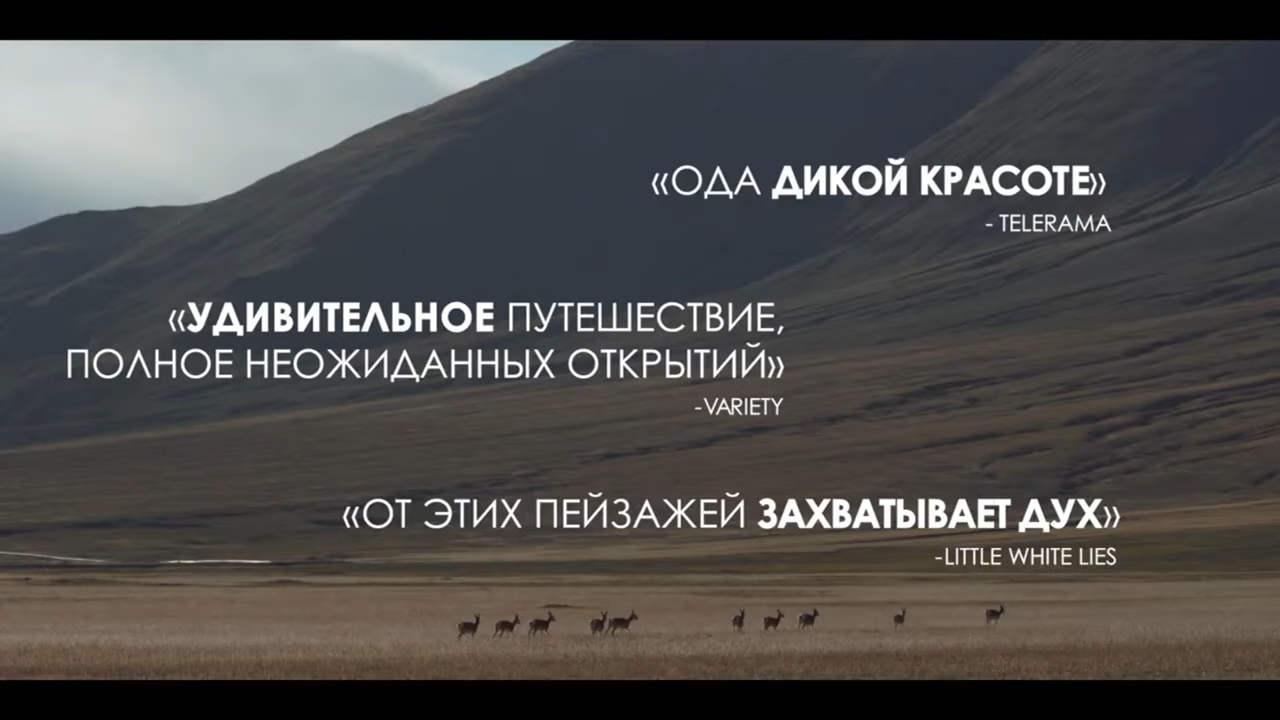 «ОДА ДИКОЙ КРАСОТЕ»
- TELERAMA
«УДИВИТЕЛЬНОЕ ПУТЕШЕСТВИЕ,
ПОЛНОЕ НЕОЖИДАННЫХ ОТКРЫТИЙ»
-VARIETY
«ОТ ЭТИХ ПЕЙЗАЖЕЙ ЗАХВАТЫВАЕТ ДУХ»
-LITTLE WHITE LIES